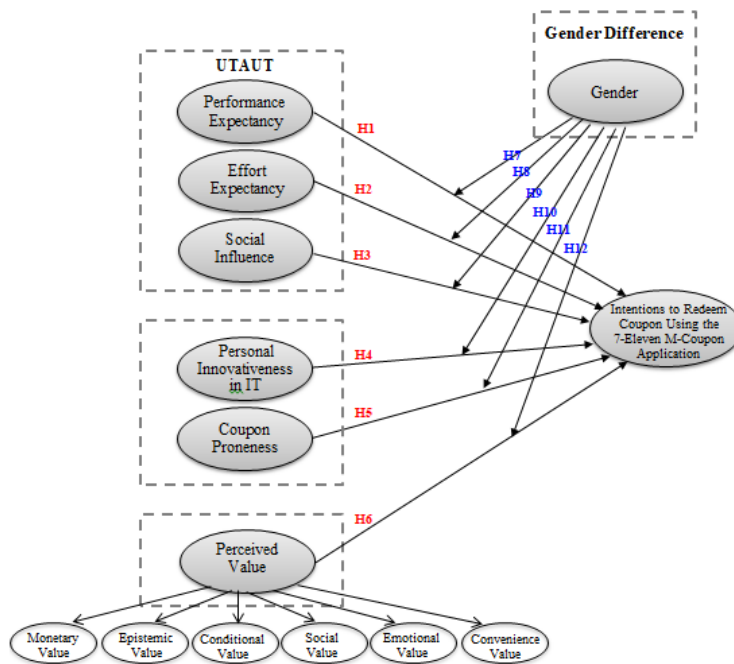 Gender Difference
Gender
UTAUT
Performance
Expectancy
Effort
Expectancy
Social
Influence
H1
H2
H3
H7
H8
H9
H10
H11
H12
Intentions to Redeem
Coupon Using the
7-Eleven M-Coupon
Application
Personal
Innovativeness
in IT
Coupon
Proneness
H4
H5
H6
Perceived
Value
Monetary
Value
Epistemic
Value
Conditional
Value
Social
Value
Emotional
Value
Convenience
Value